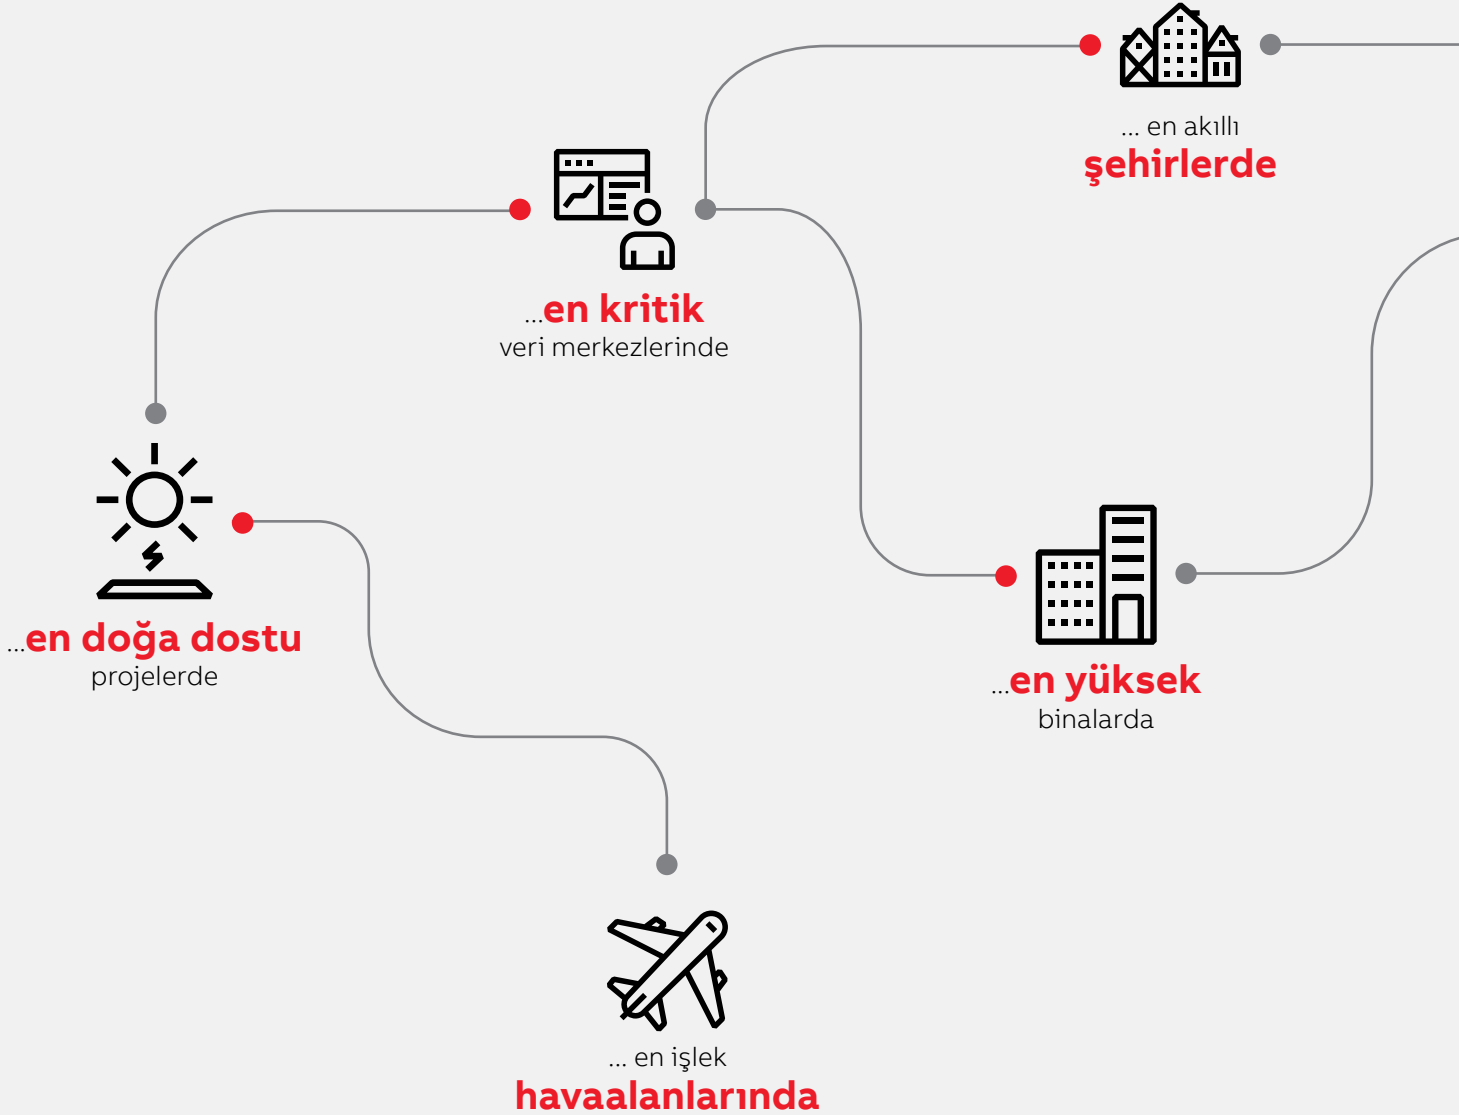 ... en akıllı
şehirlerde
...en kritik
veri merkezlerinde
...en doğa dostu
projelerde
...en yüksek
binalarda
... en işlek
havaalanlarında